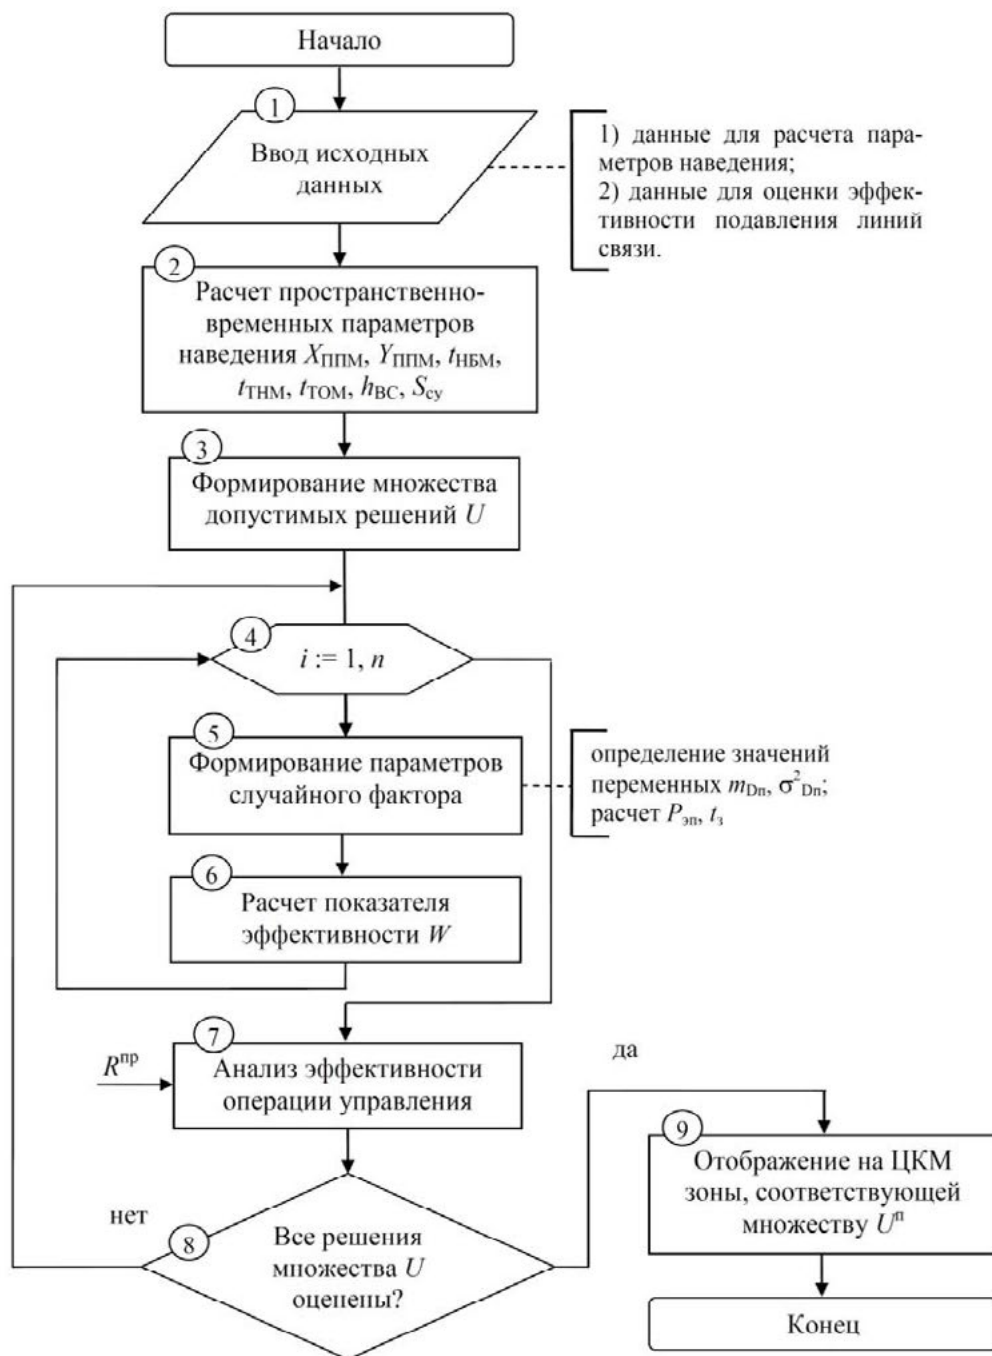 Начало
1
Ввод исходных
данных
1) данные для расчета пара-
метров наведения;
2) данные для оценки эффек-
тивности подавления линий
связи.
2
Расчет пространственно-
временных параметров
наведения XППМ, YППМ, tНБМ,
tТНМ, tТОМ, hВС, Sсу
3
Формирование множества
допустимых решений U
4
i := 1, n
5
Формирование параметров
случайного фактора
определение значений
переменных mDп, σ²Dп;
расчет Pэп, tз
6
Расчет показателя
эффективности W
7
Rпр
Анализ эффективности
операции управления
да
9
Отображение на ЦКМ
зоны, соответствующей
множеству Uп
нет
8
Все решения
множества U
оценены?
Конец